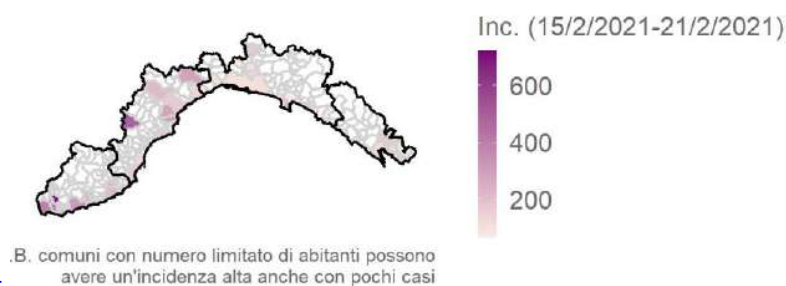 Inc. (15/2/2021-21/2/2021)
600
400
200
.B. comuni con numero limitato di abitanti possono
avere un'incidenza alta anche con pochi casi